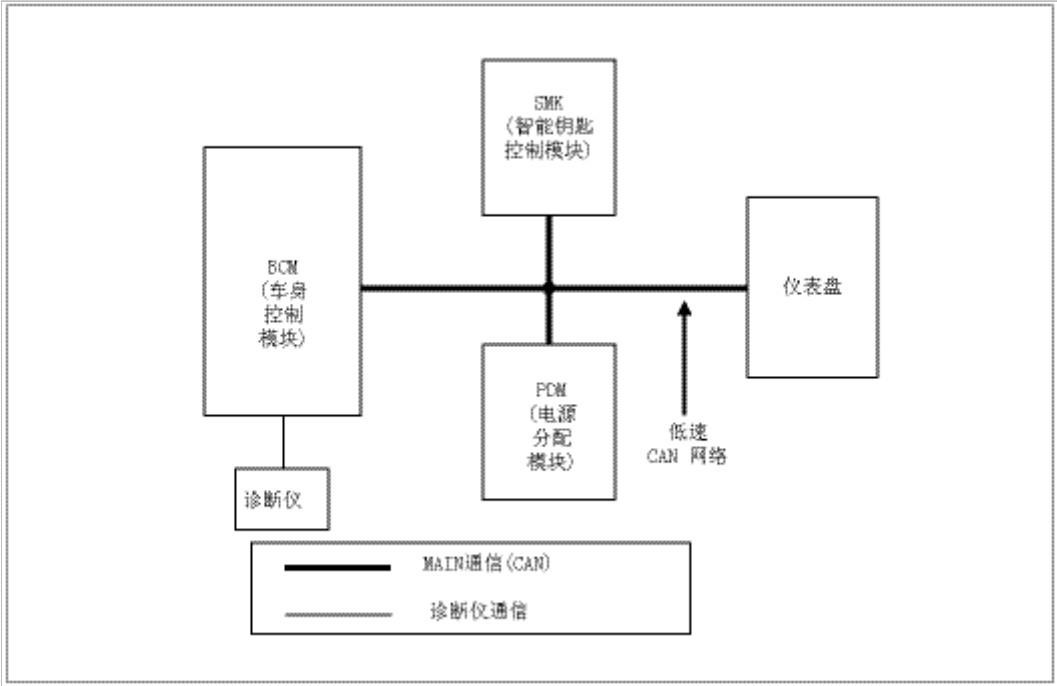 SMK
(智能钥匙
控制模块)
BCM
(车身
控制
模块)
仪表盘
PDM
(电源
分配
模块)
低速
CAN 网络
诊断仪
MAIN通信(CAN)
诊断仪通信